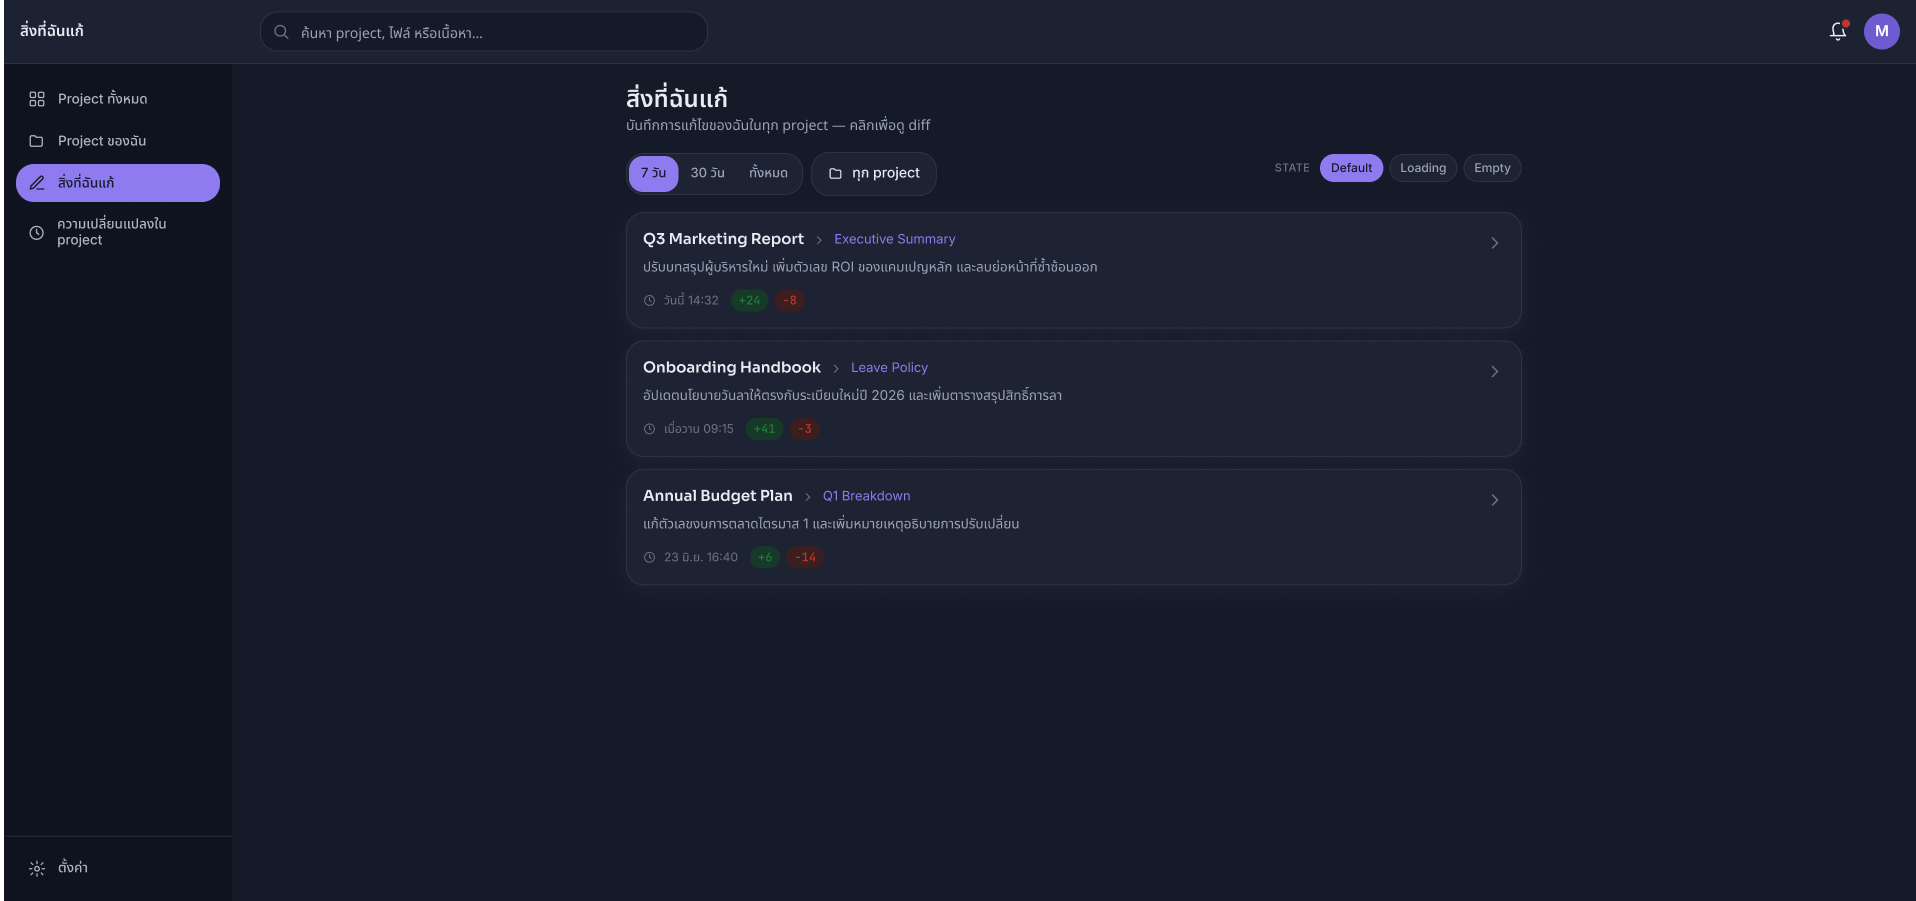 สิ่งที่ฉันแก้
ค้นหา project, ไฟล์ หรือเนื้อหา...
M
Project ทั้งหมด
Project ของฉัน
สิ่งที่ฉันแก้
ความเปลี่ยนแปลงใน
project
ตั้งค่า
สิ่งที่ฉันแก้
บันทึกการแก้ไขของฉันในทุก project — คลิกเพื่อดู diff
7 วัน 30 วัน ทั้งหมด ทุก project
STATE Default Loading Empty
Q3 Marketing Report › Executive Summary
ปรับบทสรุปผู้บริหารใหม่ เพิ่มตัวเลข ROI ของแคมเปญหลัก และลบย่อหน้าที่ซ้ำซ้อนออก
วันนี้ 14:32 +24 -8
Onboarding Handbook › Leave Policy
อัปเดตนโยบายวันลาให้ตรงกับระเบียบใหม่ปี 2026 และเพิ่มตารางสรุปสิทธิ์การลา
เมื่อวาน 09:15 +41 -3
Annual Budget Plan › Q1 Breakdown
แก้ตัวเลขงบการตลาดไตรมาส 1 และเพิ่มหมายเหตุอธิบายการปรับเปลี่ยน
23 มิ.ย. 16:40 +6 -14